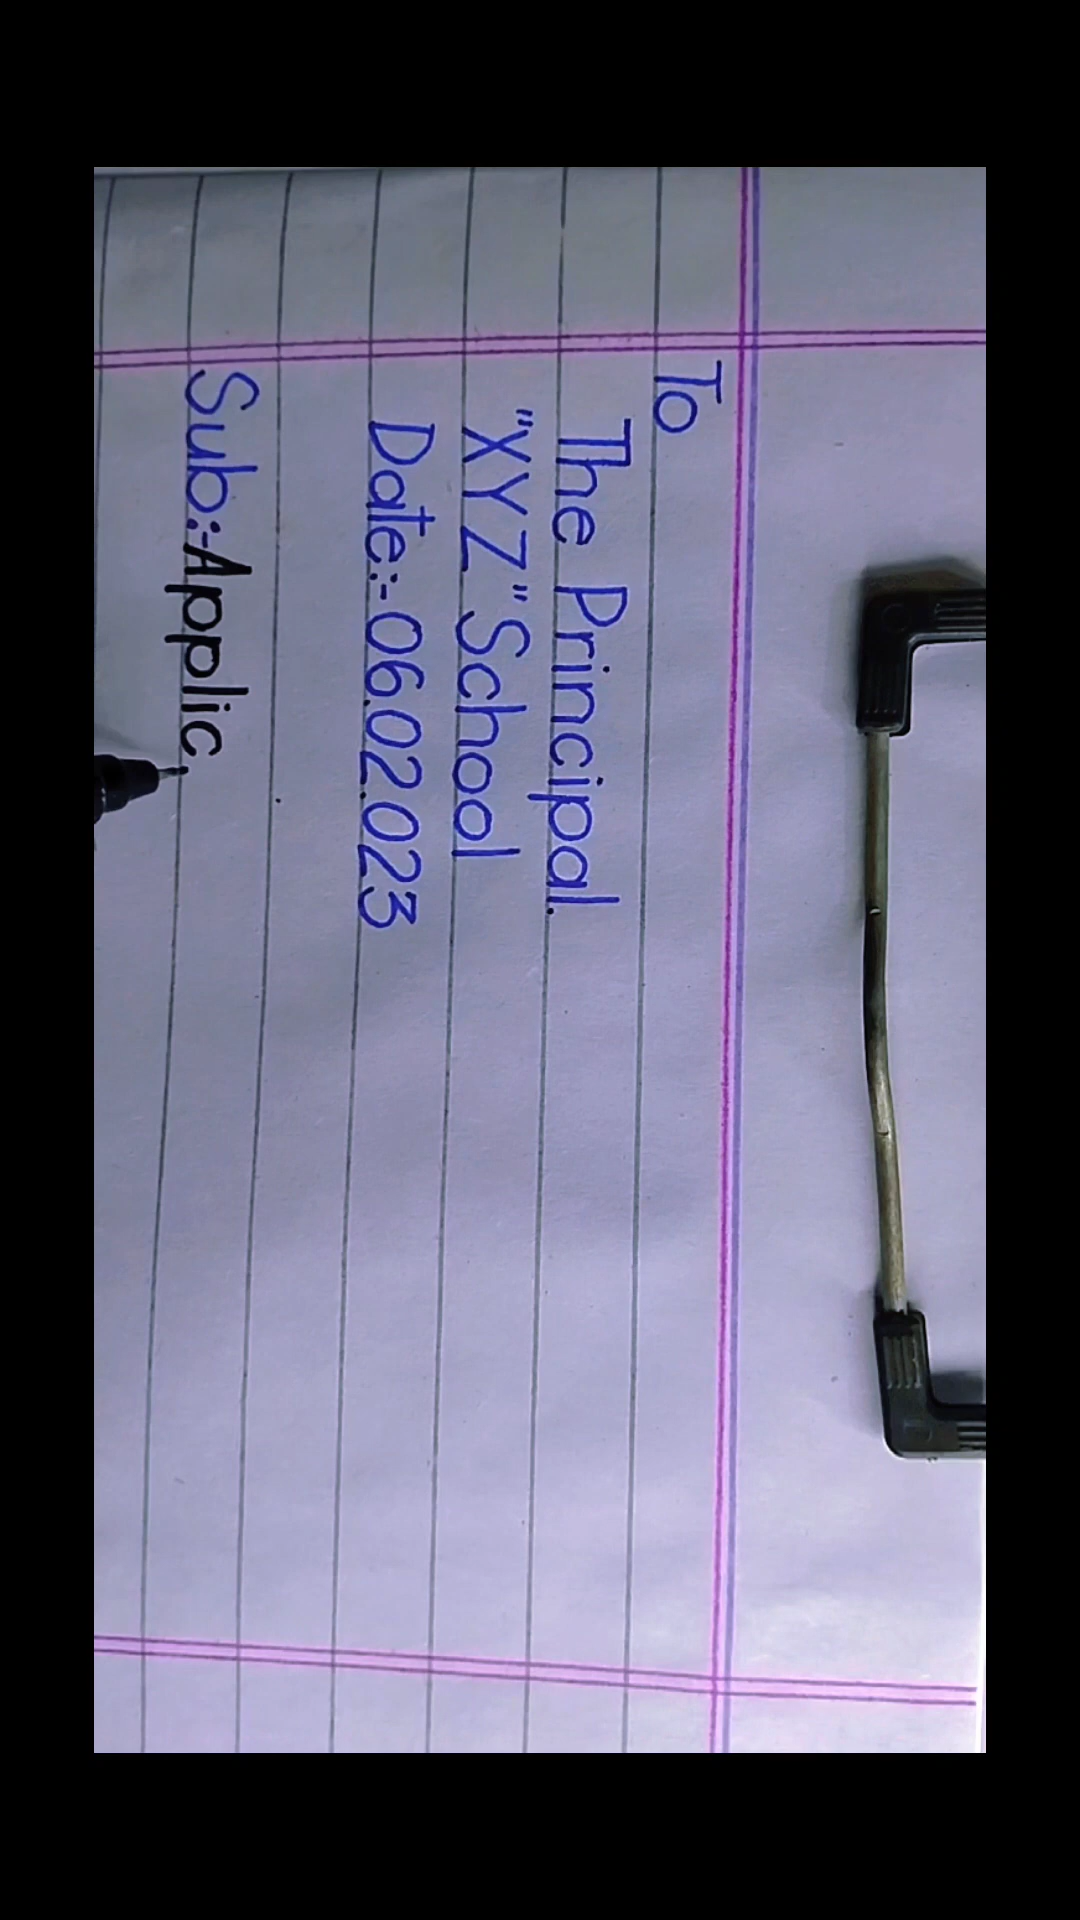 To
The Principal.
"XYZ" School
Date:-06.02.023
Sub:-Applic